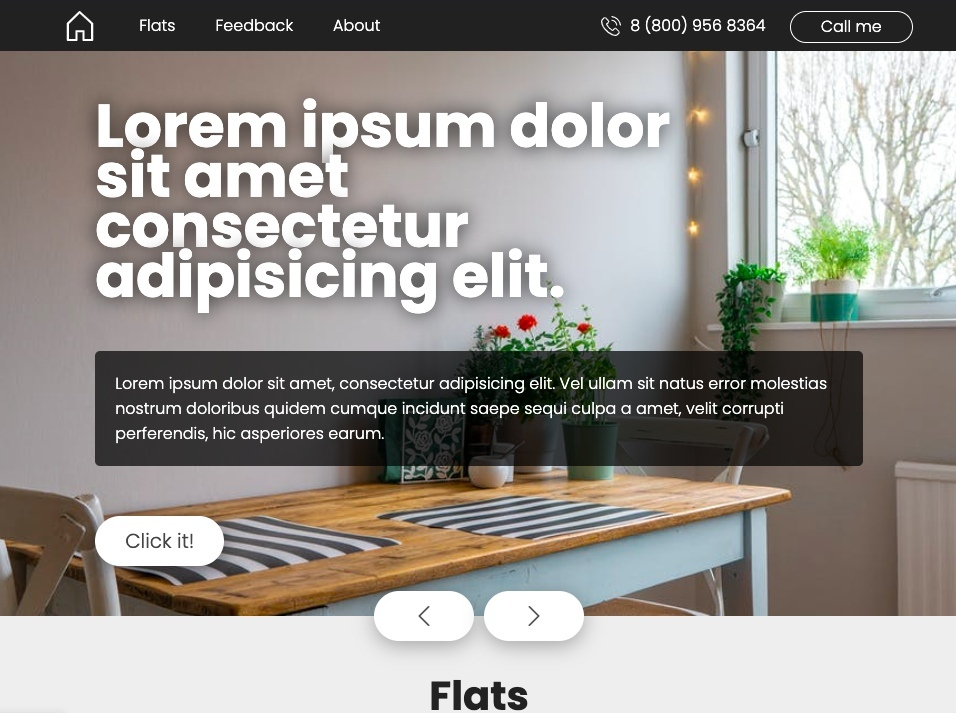 Flats Feedback About 8 (800) 956 8364 Call me
Lorem ipsum dolor
sit amet
consectetur
adipisicing elit.
Lorem ipsum dolor sit amet, consectetur adipisicing elit. Vel ullam sit natus error molestias
nostrum doloribus quidem cumque incidunt saepe sequi culpa a amet, velit corrupti
perferendis, hic asperiores earum.
Click it!
Flats